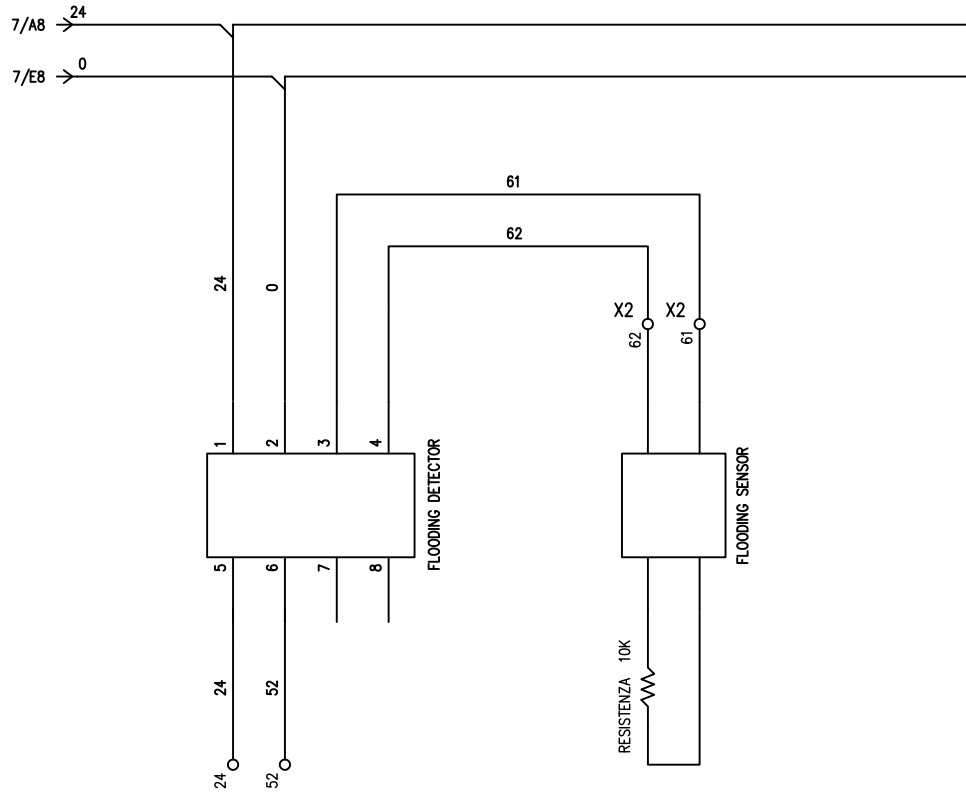 7/A8
24
7/E8
0
61
62
24
0
X2
X2
62
61
1
2
3
4
FLOODING DETECTOR
FLOODING SENSOR
5
6
7
8
RESISTENZA 10K
24
52
24
52